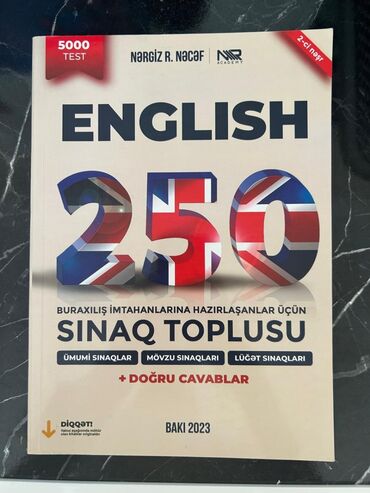 5000
TEST
NƏRGİZ R. NƏCƏF
NR
ACADEMY
2-ci nəşr
ENGLISH
250
BURAXILIŞ İMTAHANLARINA HAZIRLAŞANLAR ÜÇÜN
SINAQ TOPLUSU
ÜMUMİ SINAQLAR
MÖVZU SINAQLARI
LÜĞƏT SINAQLARI
+ DOĞRU CAVABLAR
DİQQƏT!
BAKI 2023